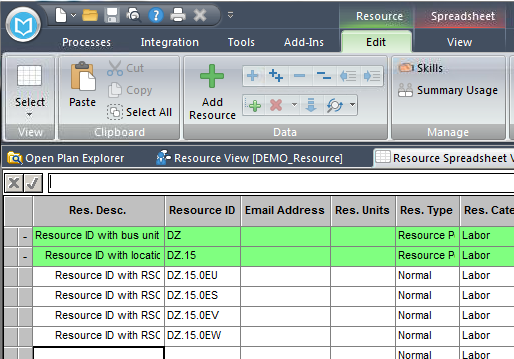 Resource Spreadsheet
Processes Integration Tools Add-Ins Edit View
Select
View
Paste
Cut
Copy
Select All
Clipboard
Add
Resource
Data
Skills
Summary Usage
Manage
Open Plan Explorer Resource View [DEMO_Resource] Resource Spreadsheet V
Res. Desc. Resource ID Email Address Res. Units Res. Type Res. Cate
- Resource ID with bus unit DZ Resource P Labor
- Resource ID with locatic DZ.15 Resource P Labor
Resource ID with RSC DZ.15.0EU Normal Labor
Resource ID with RSC DZ.15.0ES Normal Labor
Resource ID with RSC DZ.15.0EV Normal Labor
Resource ID with RSC DZ.15.0EW Normal Labor